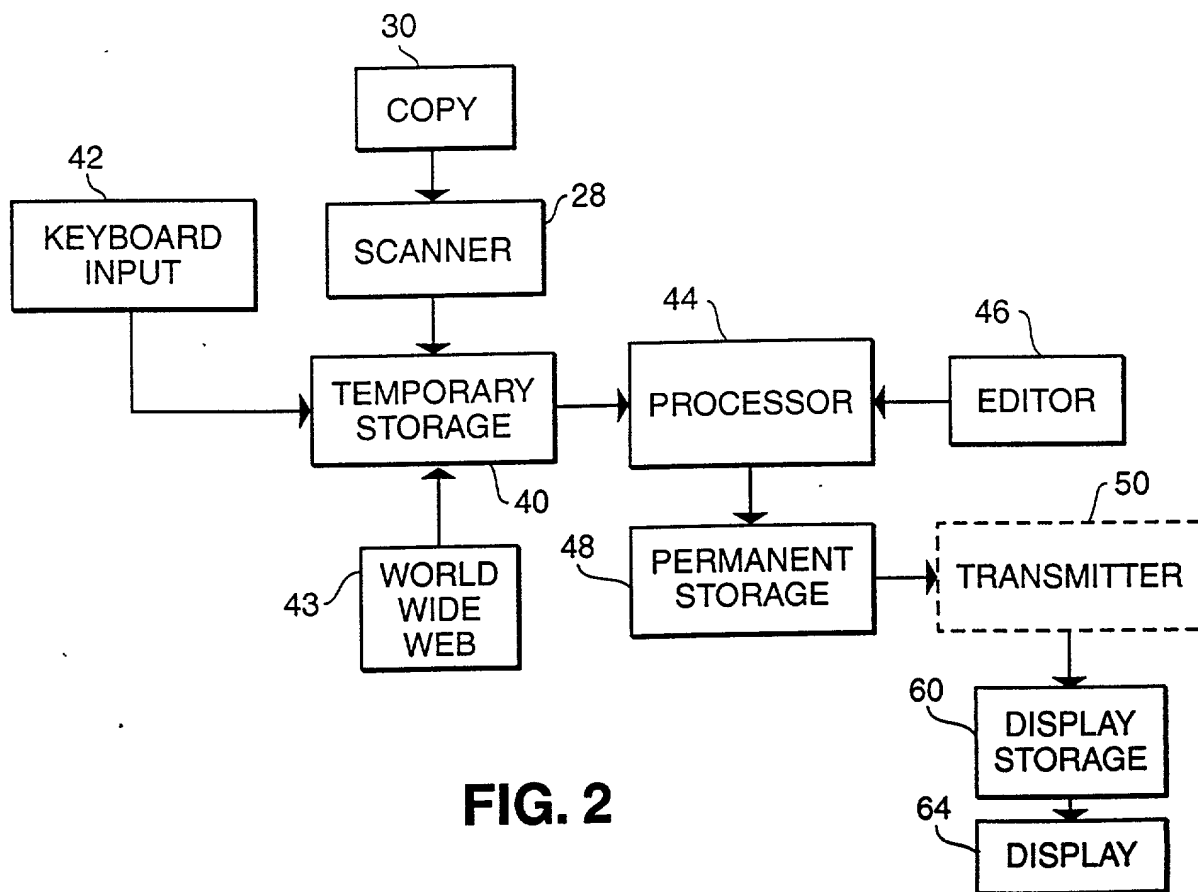 30
COPY
42
KEYBOARD
INPUT
28
SCANNER
44
46
TEMPORARY
STORAGE
PROCESSOR
EDITOR
40
50
48
PERMANENT
STORAGE
TRANSMITTER
43
WORLD
WIDE
WEB
60
DISPLAY
STORAGE
FIG. 2
64
DISPLAY